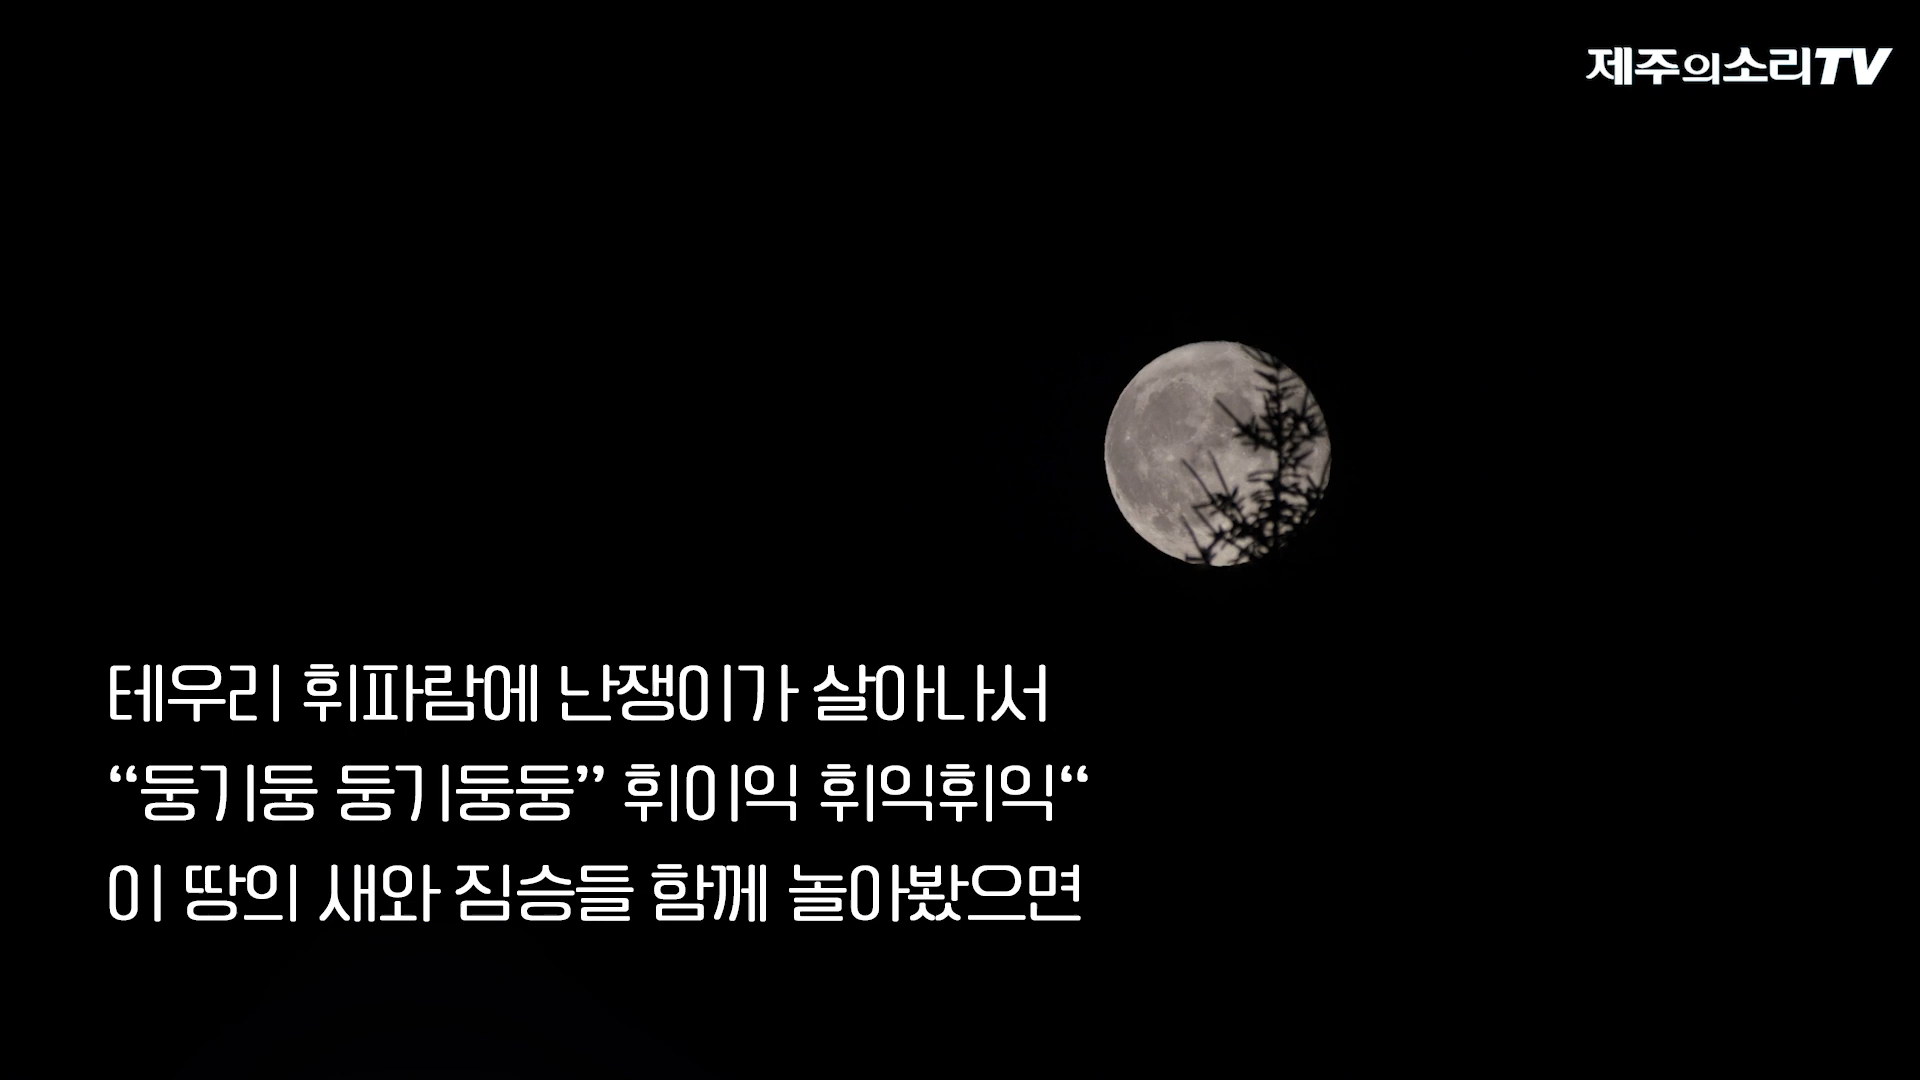 제주의소리TV
테우리 휘파람에 난쟁이가 살아나서
“둥기둥 둥기둥둥” 휘이익 휘익휘익“
이 땅의 새와 짐승들 함께 놀아봤으면